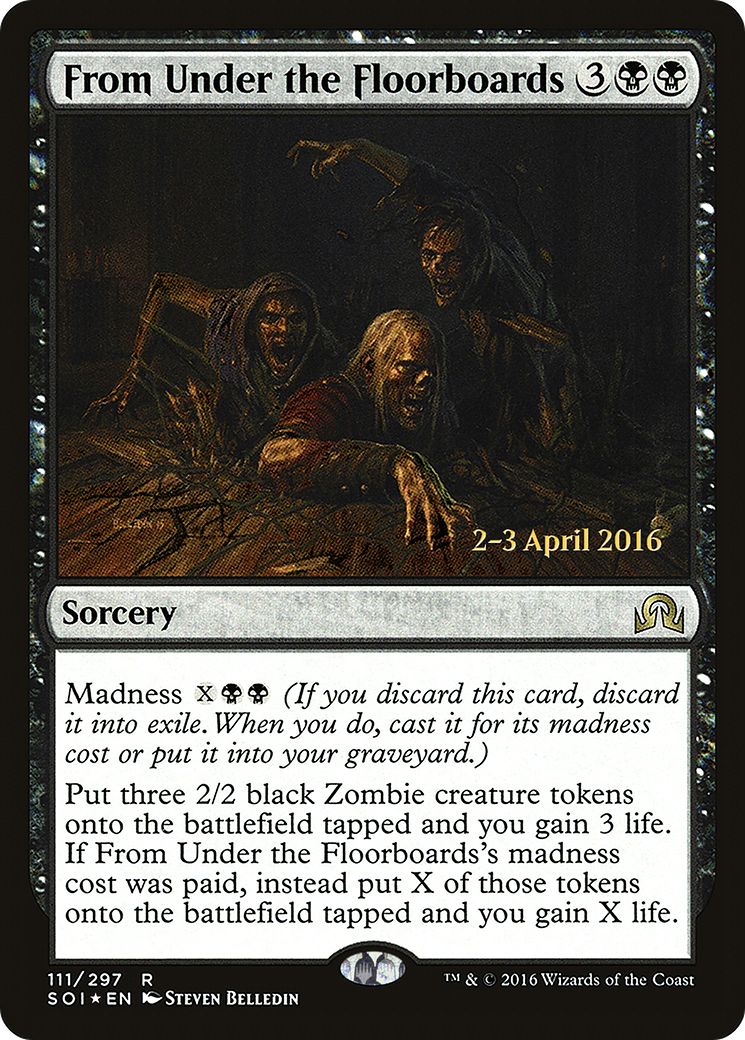 From Under the Floorboards 3
BELLEDIN 15
2–3 April 2016
Sorcery
Madness X (If you discard this card, discard
it into exile. When you do, cast it for its madness
cost or put it into your graveyard.)
Put three 2/2 black Zombie creature tokens
onto the battlefield tapped and you gain 3 life.
If From Under the Floorboards's madness
cost was paid, instead put X of those tokens
onto the battlefield tapped and you gain X life.
111/297 R
SOI★EN Steven Belledin
™ & © 2016 Wizards of the Coast